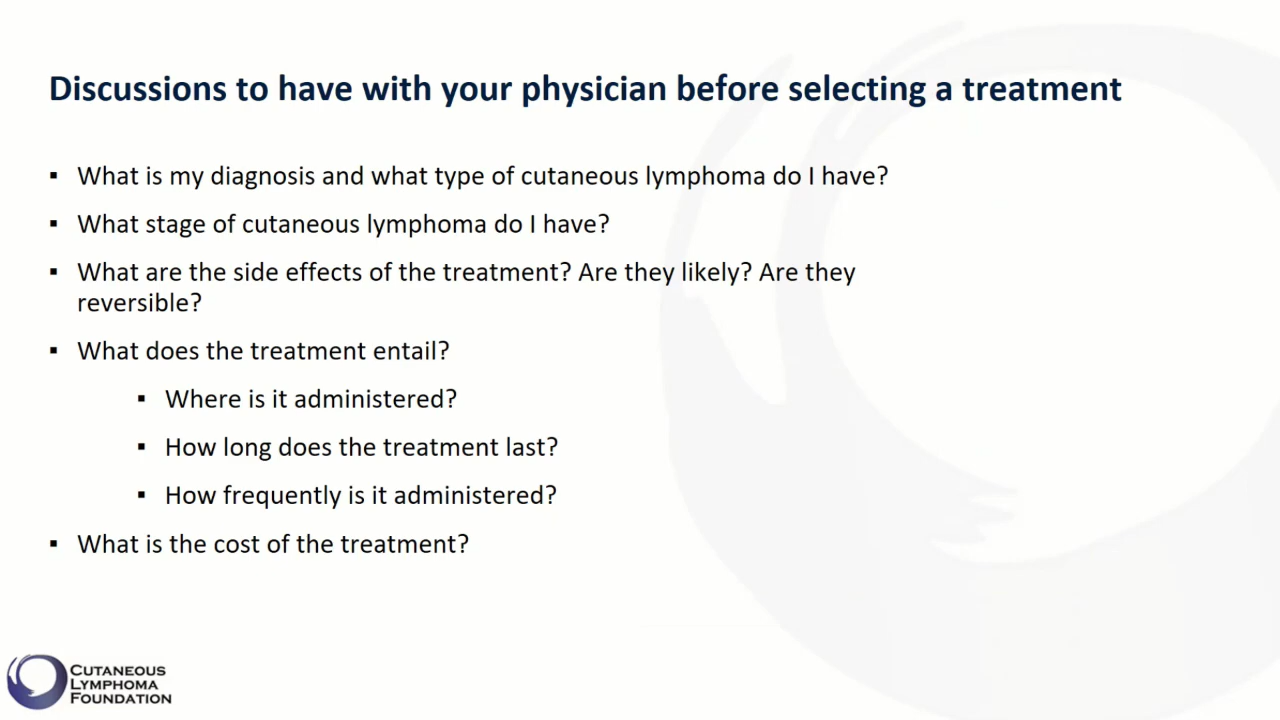 Discussions to have with your physician before selecting a treatment
▪ What is my diagnosis and what type of cutaneous lymphoma do I have?
▪ What stage of cutaneous lymphoma do I have?
▪ What are the side effects of the treatment? Are they likely? Are they
reversible?
▪ What does the treatment entail?
▪ Where is it administered?
▪ How long does the treatment last?
▪ How frequently is it administered?
▪ What is the cost of the treatment?
CUTANEOUS
LYMPHOMA
FOUNDATION